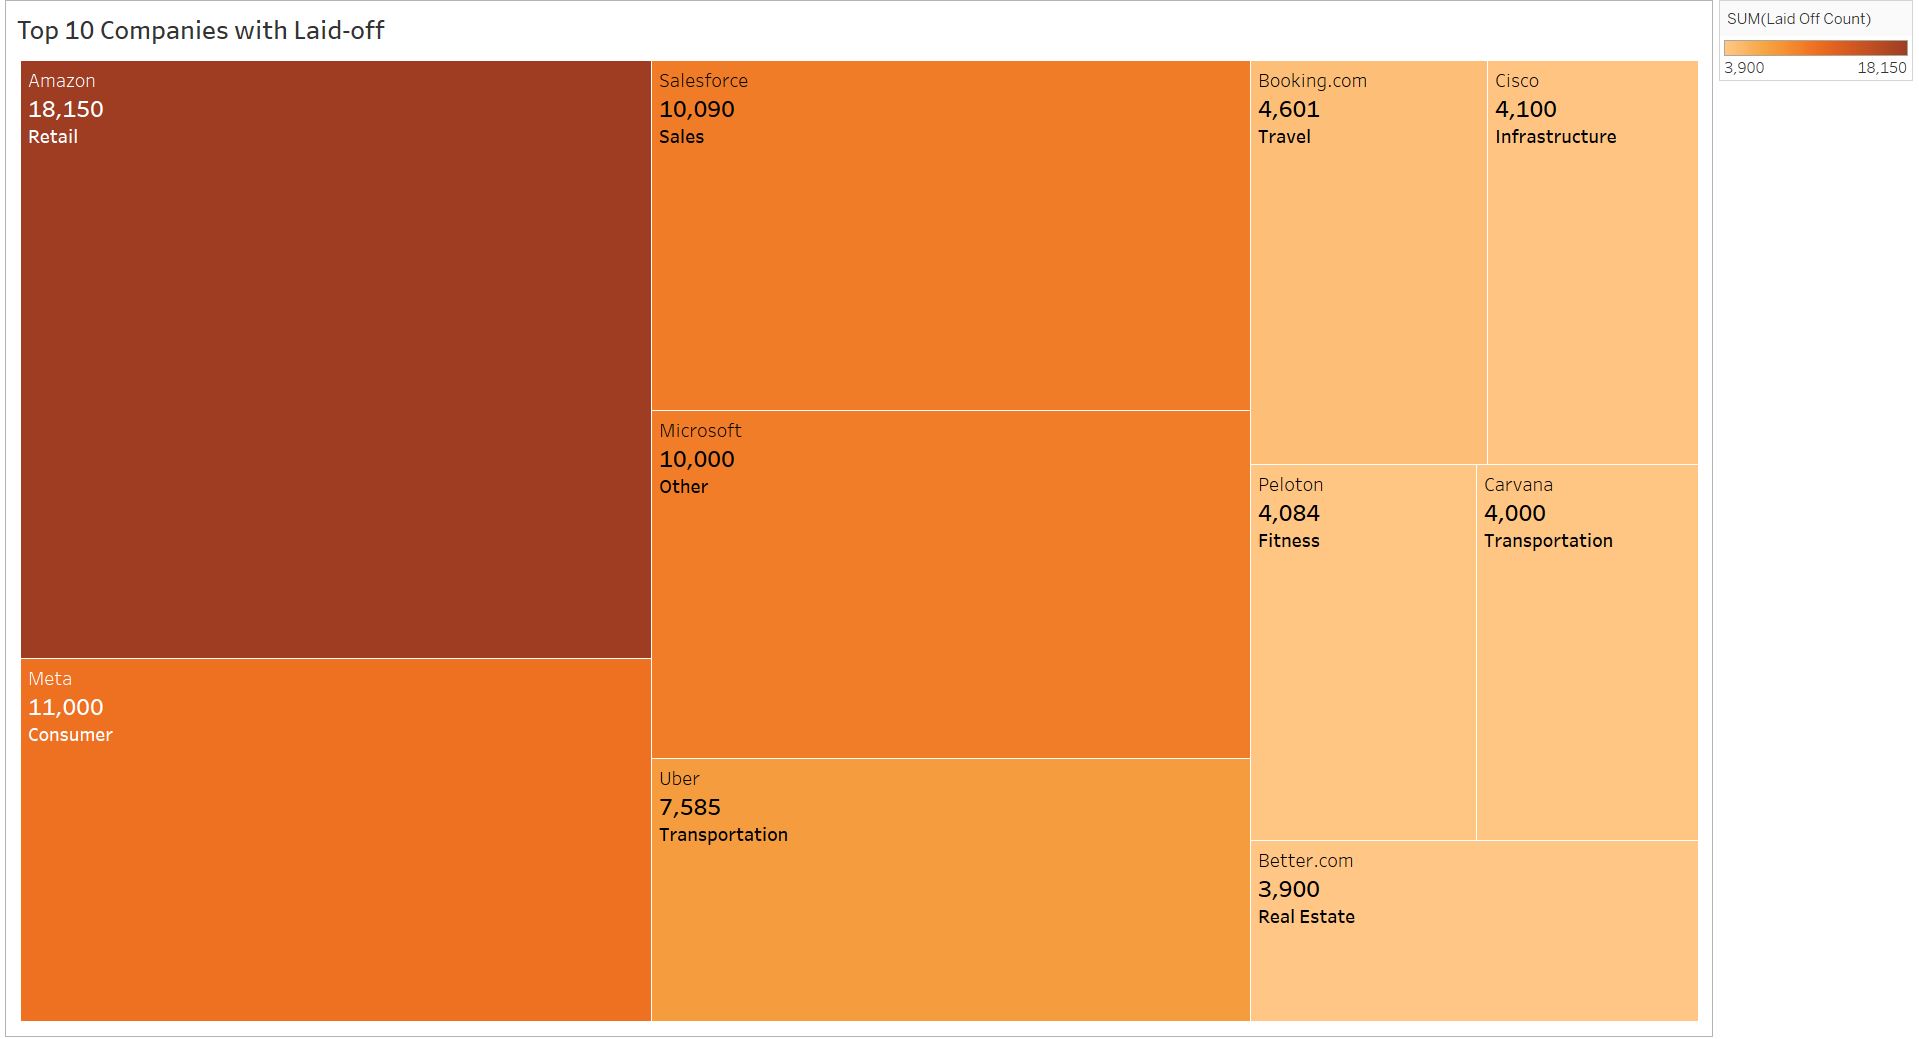 Top 10 Companies with Laid-off
Amazon
18,150
Retail
Meta
11,000
Consumer
Salesforce
10,090
Sales
Microsoft
10,000
Other
Uber
7,585
Transportation
Booking.com
4,601
Travel
Cisco
4,100
Infrastructure
Peloton
4,084
Fitness
Carvana
4,000
Transportation
Better.com
3,900
Real Estate
SUM(Laid Off Count)
3,900 18,150